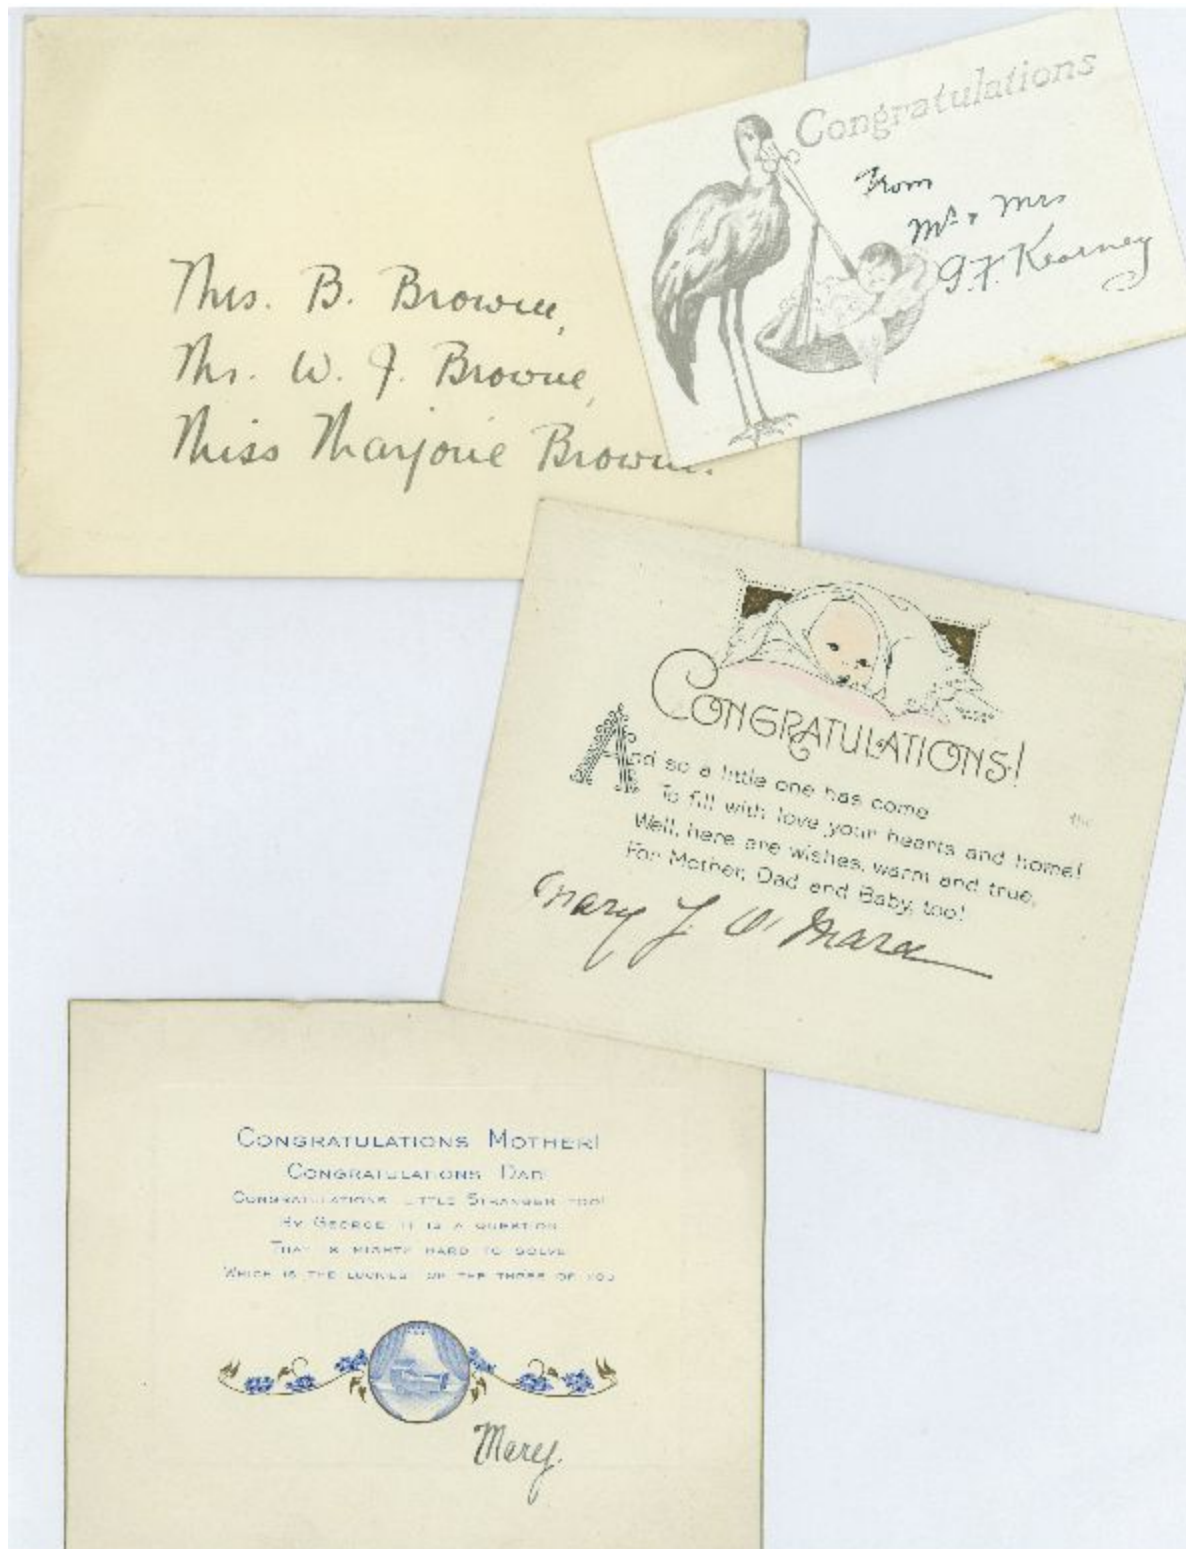 Mrs. B. Browne,
Mr. W. J. Browne,
Miss Marjorie Browne.
Congratulations
From
Mr & Mrs
G. F. Kearney
CONGRATULATIONS!
And so a little one has come
To fill with love your hearts and home!
Well, here are wishes, warm and true,
For Mother, Dad and Baby, too!
Mary L. O'Mara
CONGRATULATIONS MOTHER!
CONGRATULATIONS DAD!
CONGRATULATIONS LITTLE STRANGER TOO!
BY GEORGE IT IS A QUESTION
THAT IS MIGHTY HARD TO SOLVE
WHICH IS THE LUCKIEST OF THE THREE OF YOU
Mary.